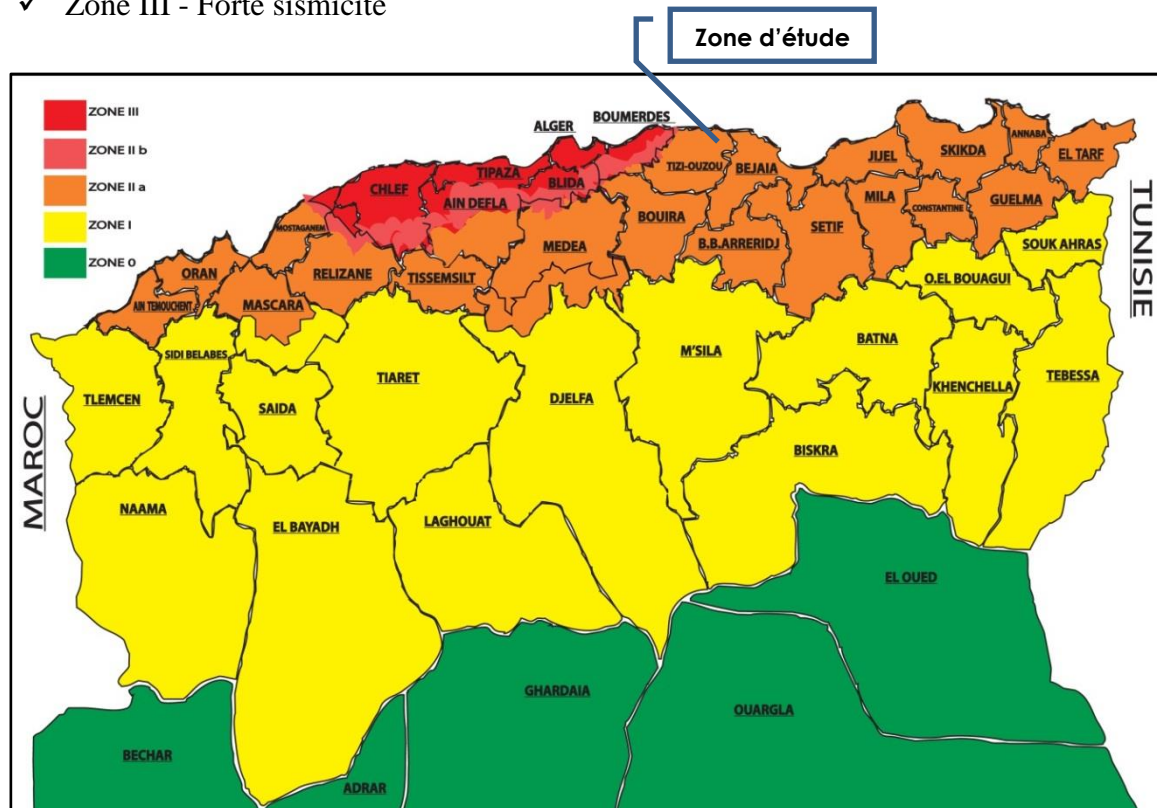 ✓ Zone III - Forte sismicité
Zone d'étude
ZONE III
ZONE II b
ZONE II a
ZONE I
ZONE 0
ALGER
BOUMERDES
TIPAZA
BLIDA
CHLEF
AIN DEFLA
TIZI-OUZOU
BEJAIA
JIJEL
SKIKDA
ANNABA
EL TARF
MOSTAGANEM
BOUIRA
MILA
CONSTANTINE
GUELMA
SETIF
MEDEA
B.B.ARRERIDJ
SOUK AHRAS
ORAN
RELIZANE
TISSEMSILT
O.EL BOUAGUI
AIN TEMOUCHENT
MASCARA
SIDI BELABES
TIARET
M'SILA
BATNA
TLEMCEN
SAIDA
DJELFA
KHENCHELLA
TEBESSA
BISKRA
NAAMA
EL BAYADH
LAGHOUAT
EL OUED
GHARDAIA
OUARGLA
BECHAR
ADRAR
MAROC
TUNISIE